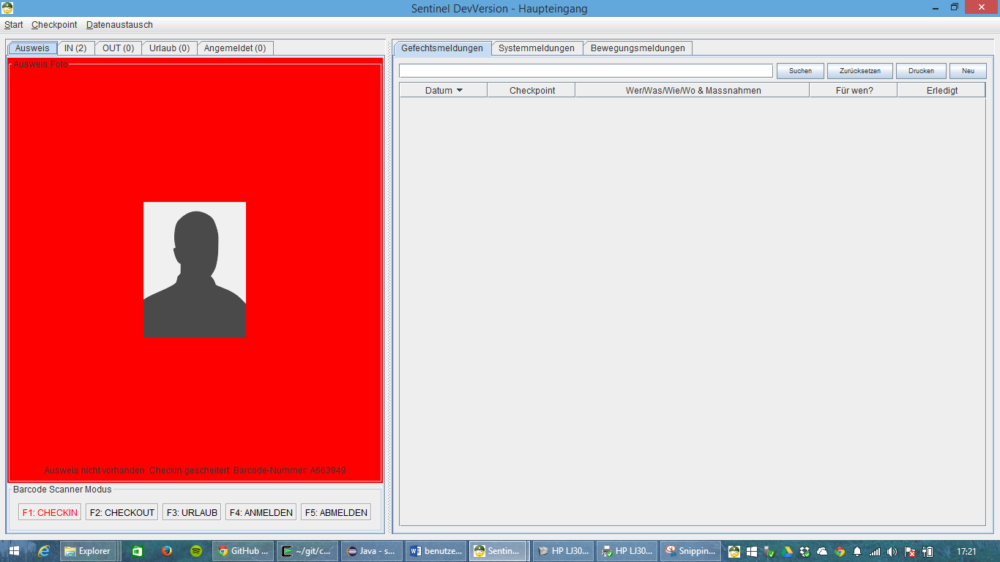 Sentinel DevVersion - Haupteingang
Start Checkpoint Datenaustausch
Ausweis IN (2) OUT (0) Urlaub (0) Angemeldet (0)
Gefechtsmeldungen Systemmeldungen Bewegungsmeldungen
Ausweis Foto
Suchen Zurücksetzen Drucken Neu
Datum Checkpoint Wer/Was/Wie/Wo & Massnahmen Für wen? Erledigt
Ausweis nicht vorhanden. Checkin gescheitert. Barcode-Nummer: A663949
Barcode Scanner Modus
F1: CHECKIN F2: CHECKOUT F3: URLAUB F4: ANMELDEN F5: ABMELDEN
Explorer GitHub ... ~/git/c... Java - s... benutze... Sentin... HP LJ30... HP LJ30... Snippin... 17:21